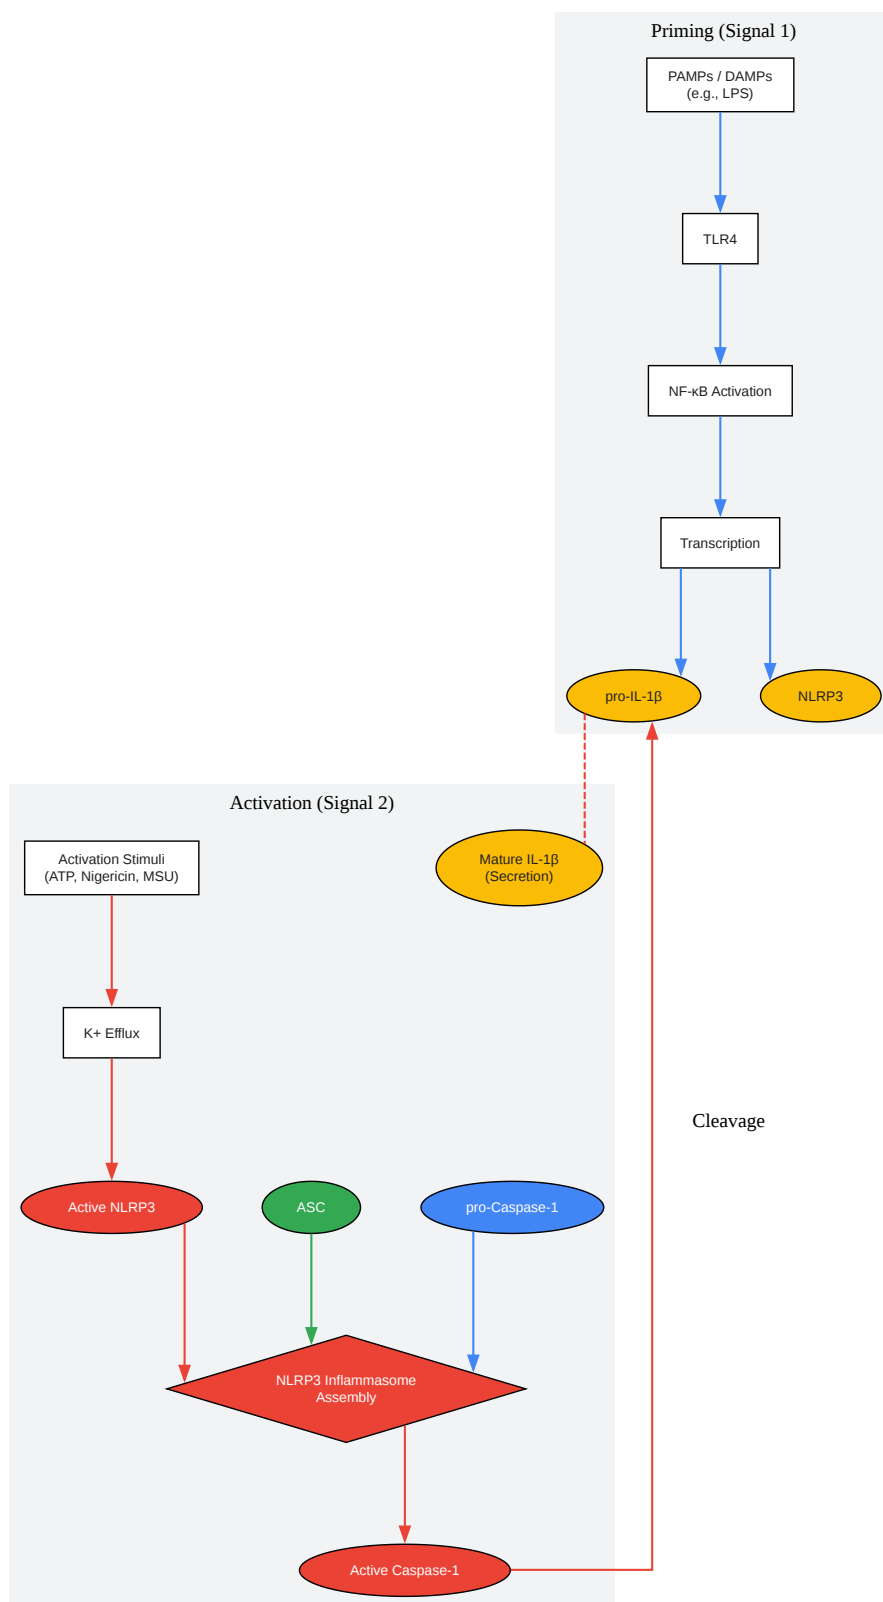 Priming (Signal 1)
PAMPs / DAMPs
(e.g., LPS)
TLR4
NF-κB Activation
Transcription
pro-IL-1β
NLRP3
Activation (Signal 2)
Activation Stimuli
(ATP, Nigericin, MSU)
Mature IL-1β
(Secretion)
K+ Efflux
Cleavage
Active NLRP3
ASC
pro-Caspase-1
NLRP3 Inflammasome
Assembly
Active Caspase-1